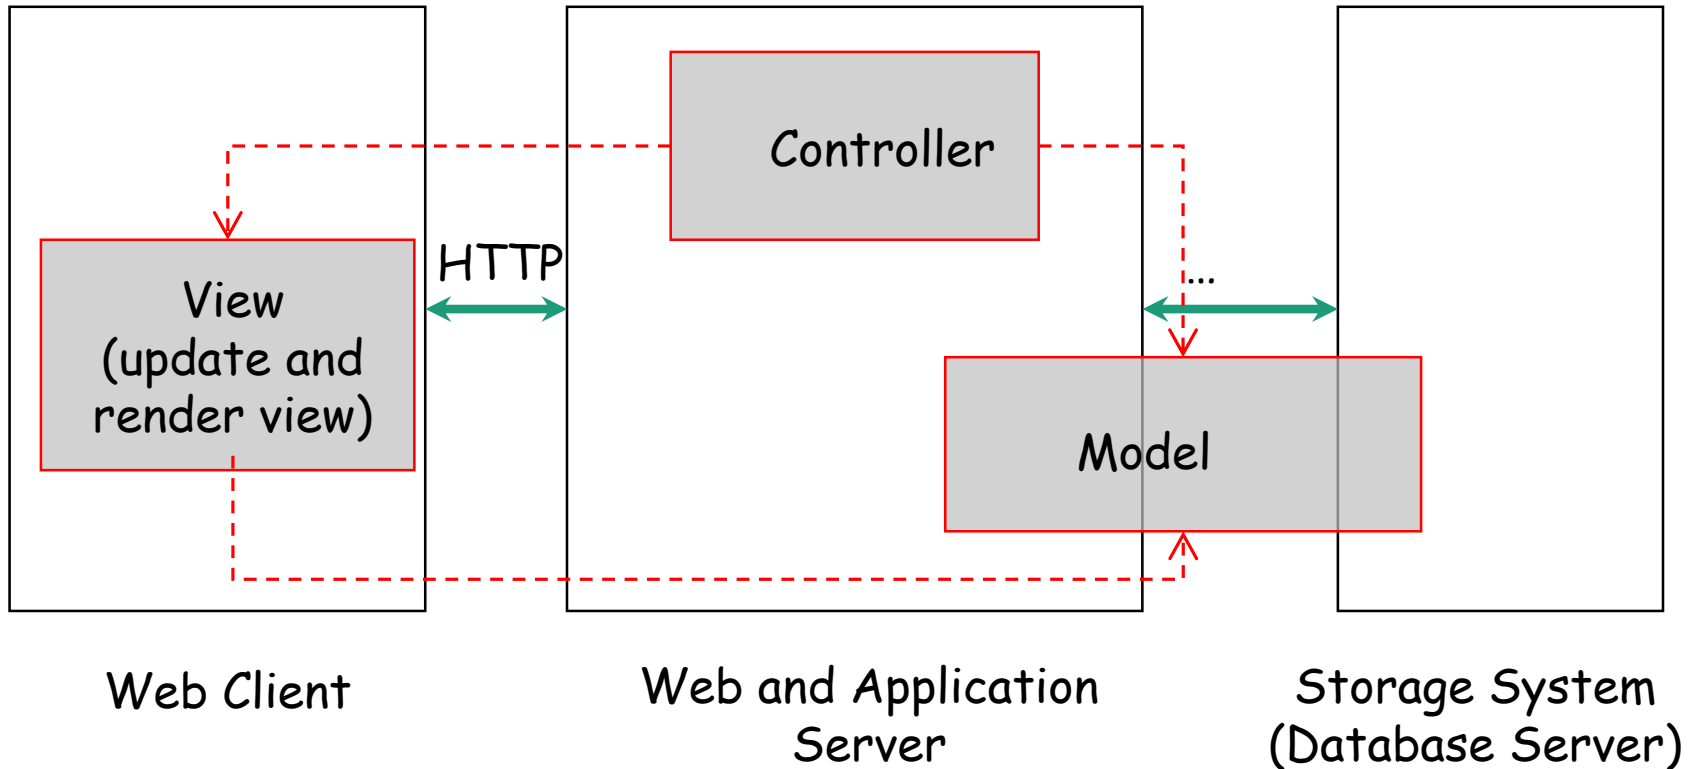 Controller
HTTP
...
View
(update and
render view)
Model
Web Client
Web and Application
Server
Storage System
(Database Server)